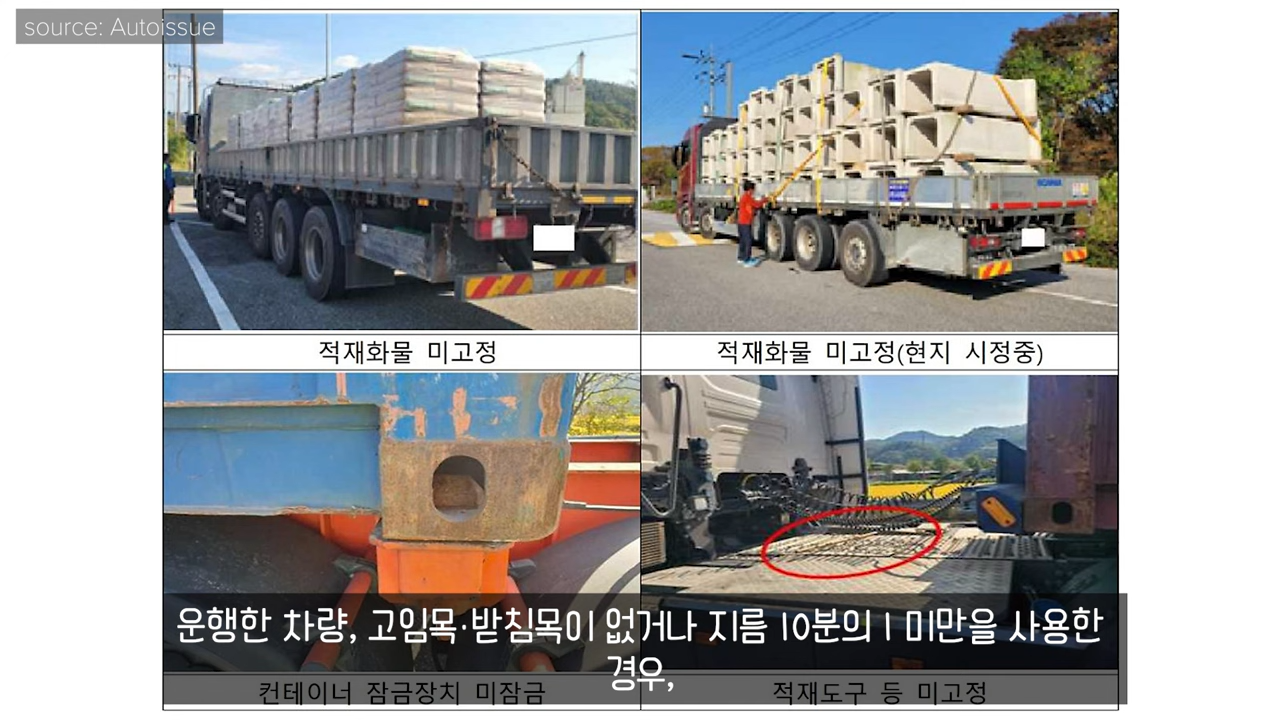 source: Autoissue
SCANIA
적재화물 미고정
적재화물 미고정(현지 시정중)
운행한 차량, 고임목·받침목이 없거나 지름 10분의 1 미만을 사용한
경우,
컨테이너 잠금장치 미잠금
적재도구 등 미고정